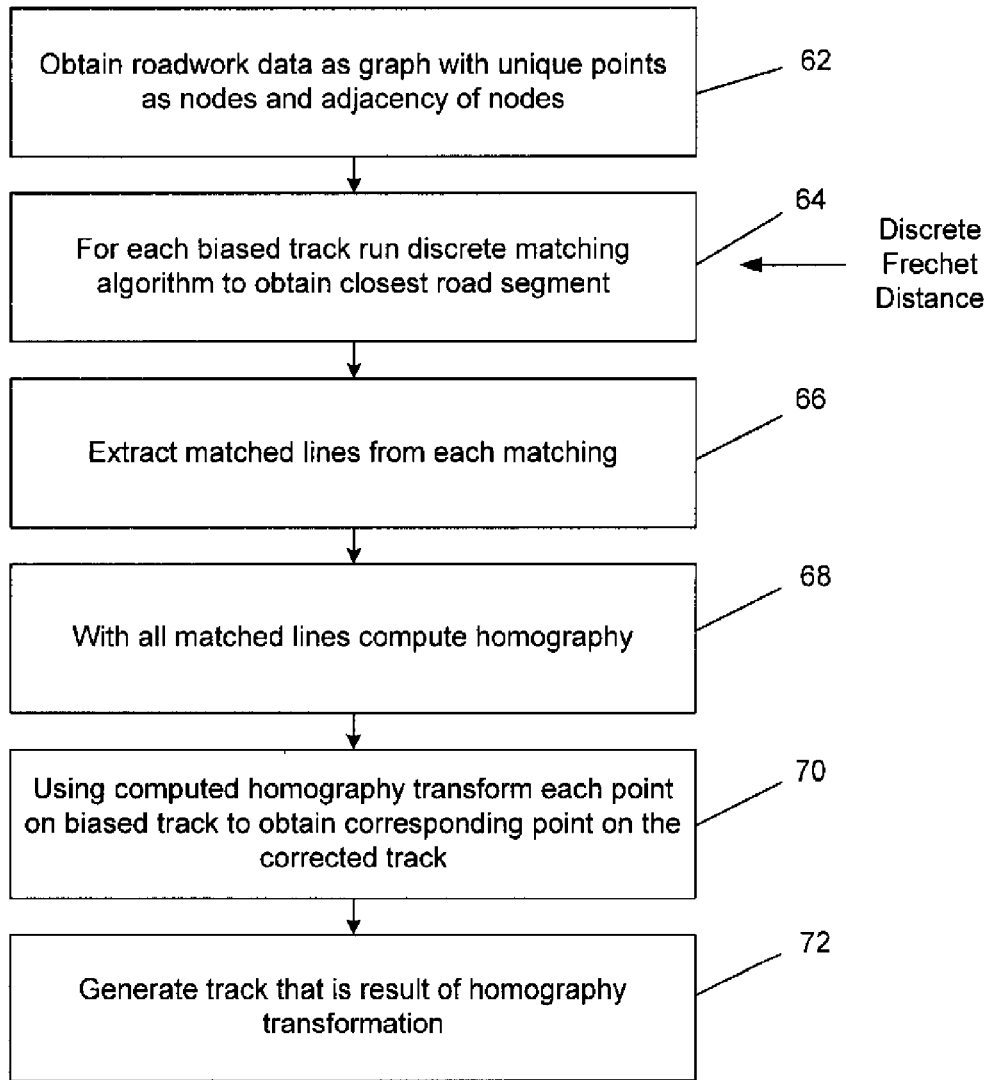 Obtain roadwork data as graph with unique points
as nodes and adjacency of nodes
62
For each biased track run discrete matching
algorithm to obtain closest road segment
64
Discrete
Frechet
Distance
Extract matched lines from each matching
66
With all matched lines compute homography
68
Using computed homography transform each point
on biased track to obtain corresponding point on the
corrected track
70
Generate track that is result of homography
transformation
72